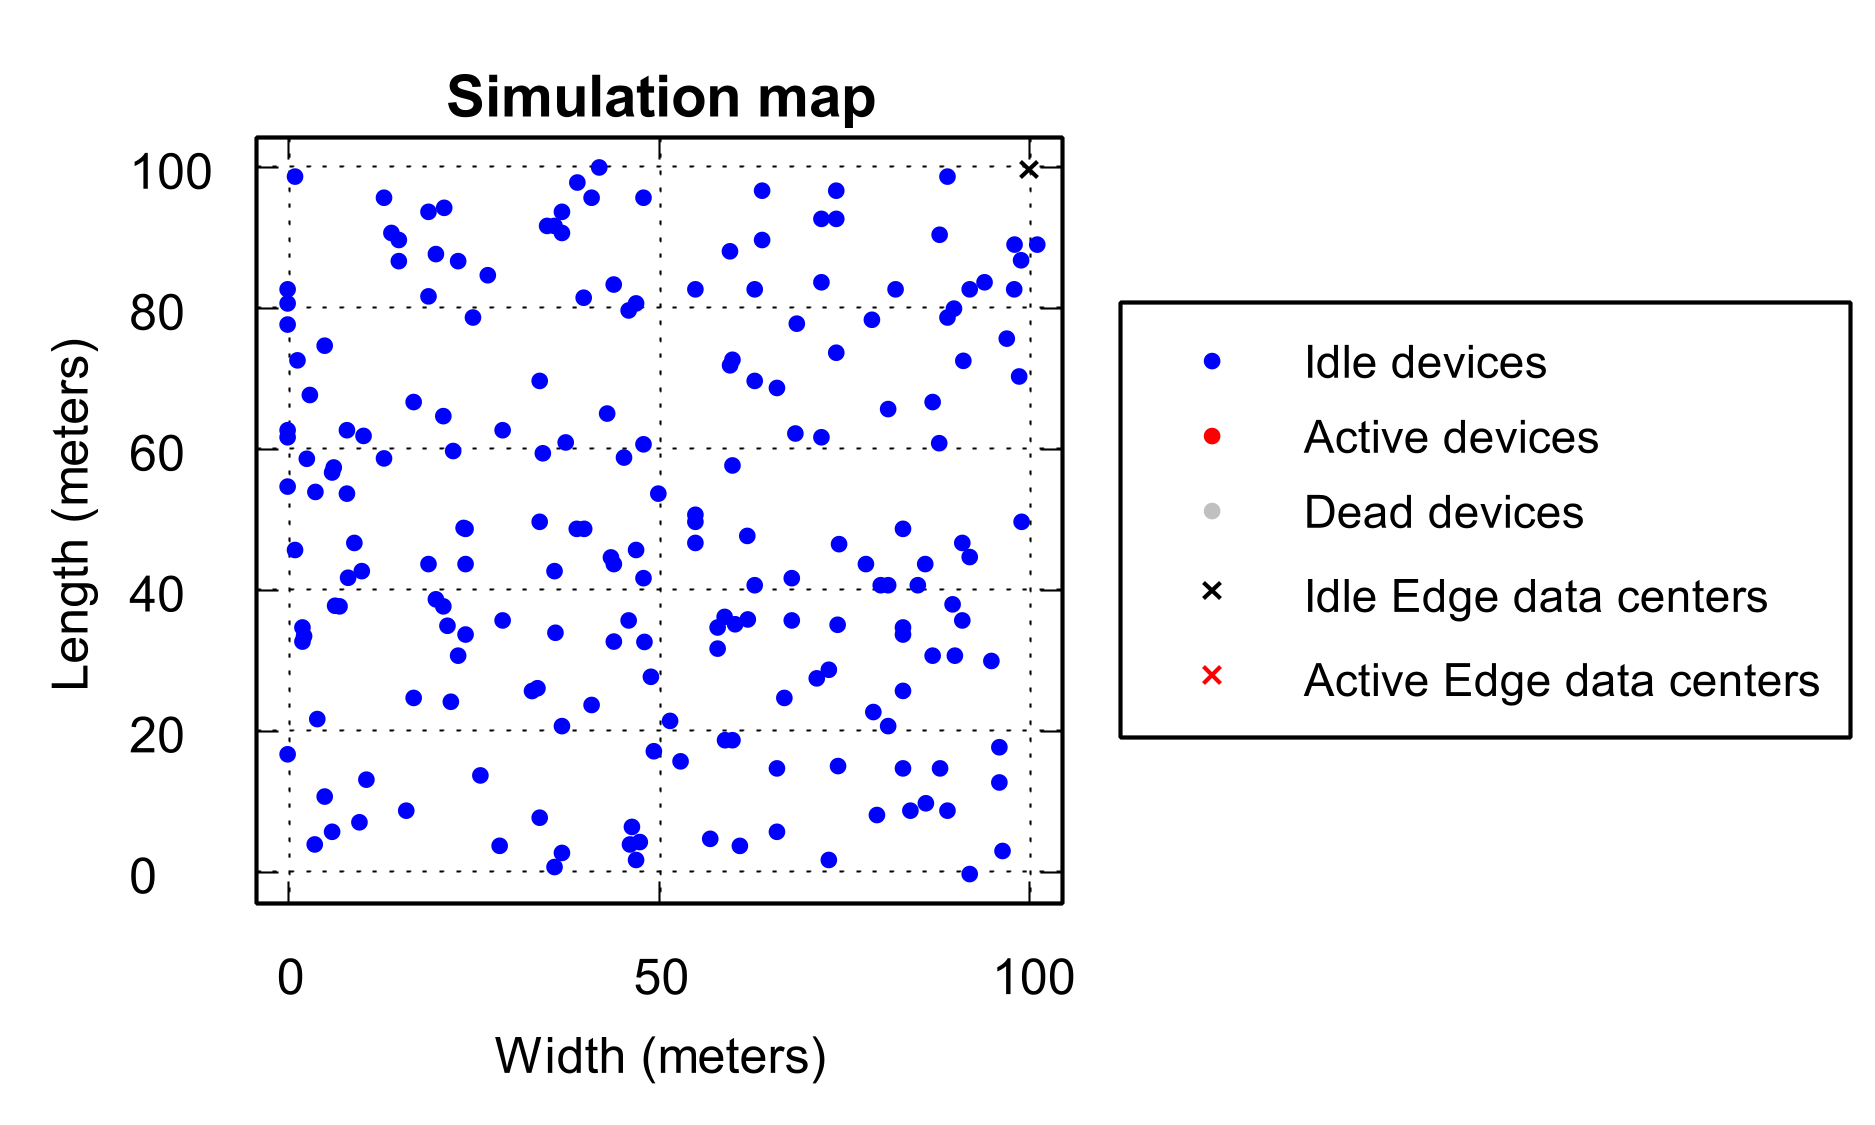 Simulation map
100
80
60
40
20
0
Length (meters)
0 50 100
Width (meters)
Idle devices
Active devices
Dead devices
Idle Edge data centers
Active Edge data centers